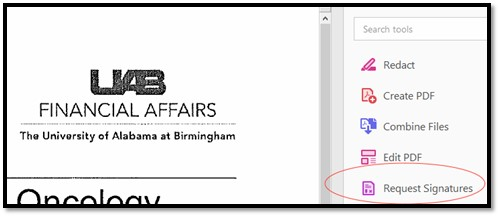 UAB
FINANCIAL AFFAIRS
The University of Alabama at Birmingham
Oncology
Search tools
Redact
Create PDF
Combine Files
Edit PDF
Request Signatures